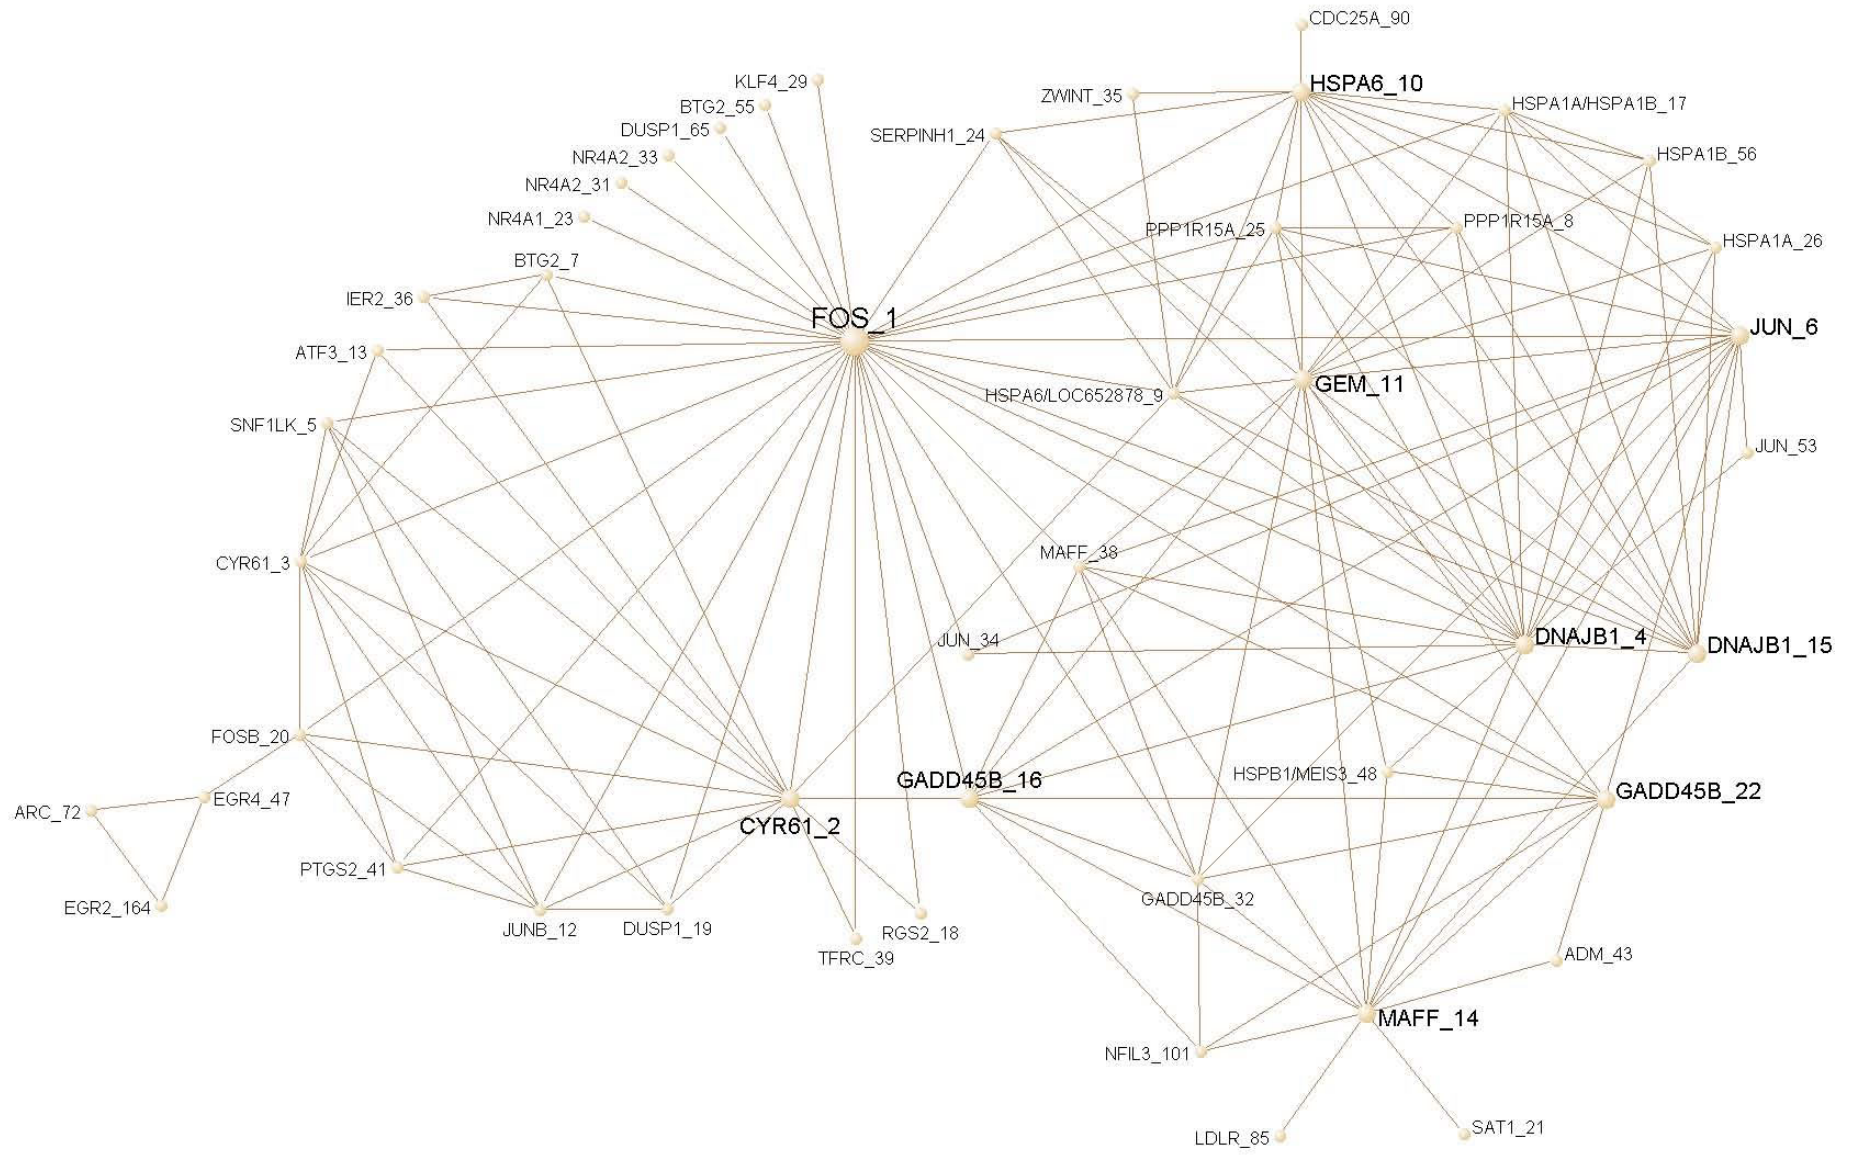 CDC25A_90
KLF4_29
HSPA6_10
BTG2_55
ZWINT_35
HSPA1A/HSPA1B_17
DUSP1_65
SERPINH1_24
NR4A2_33
HSPA1B_56
NR4A2_31
NR4A1_23
PPP1R15A_25
PPP1R15A_8
HSPA1A_26
BTG2_7
IER2_36
FOS_1
JUN_6
ATF3_13
GEM_11
HSPA6/LOC652878_9
SNF1LK_5
JUN_53
MAFF_38
CYR61_3
JUN_34
DNAJB1_4
DNAJB1_15
FOSB_20
GADD45B_16
HSPB1/MEIS3_48
GADD45B_22
EGR4_47
ARC_72
CYR61_2
PTGS2_41
GADD45B_32
EGR2_164
JUNB_12
DUSP1_19
RGS2_18
TFRC_39
ADM_43
MAFF_14
NFIL3_101
SAT1_21
LDLR_85